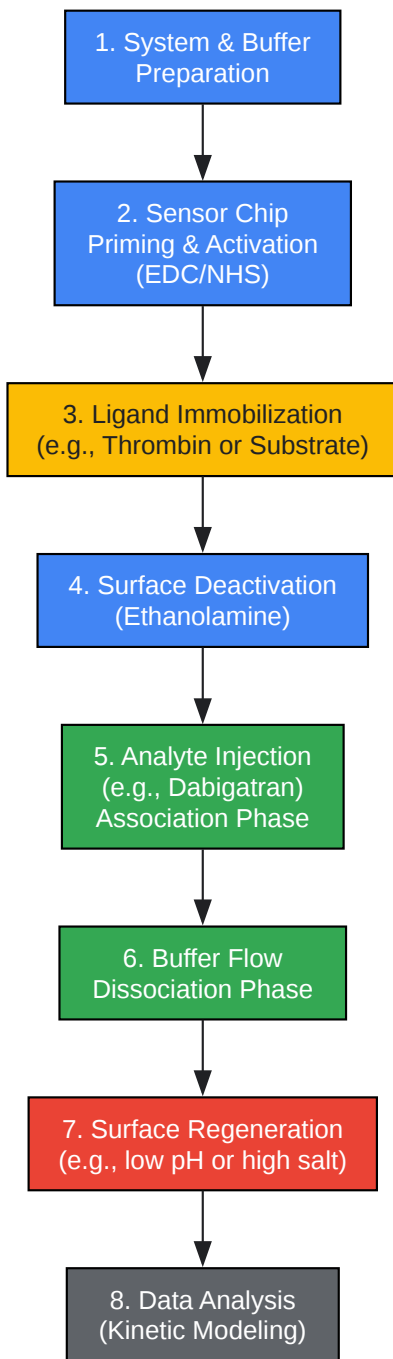 1. System & Buffer
Preparation
2. Sensor Chip
Priming & Activation
(EDC/NHS)
3. Ligand Immobilization
(e.g., Thrombin or Substrate)
4. Surface Deactivation
(Ethanolamine)
5. Analyte Injection
(e.g., Dabigatran)
Association Phase
6. Buffer Flow
Dissociation Phase
7. Surface Regeneration
(e.g., low pH or high salt)
8. Data Analysis
(Kinetic Modeling)